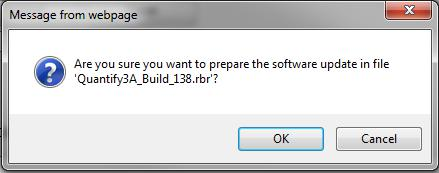 Message from webpage
Are you sure you want to prepare the software update in file
'Quantify3A_Build_138.rbr'?
OK
Cancel